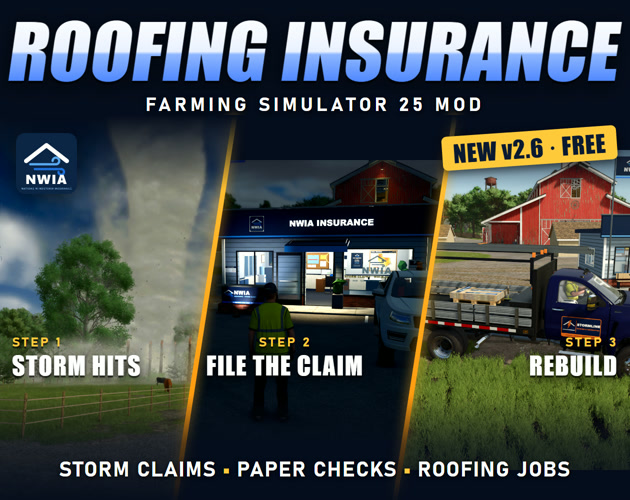 ROOFING INSURANCE
FARMING SIMULATOR 25 MOD
NEW v2.6 · FREE
NWIA
NWIA INSURANCE
NWIA
NWIA
STORMLINE
STEP 1
STORM HITS
STEP 2
FILE THE CLAIM
STEP 3
REBUILD
STORM CLAIMS ▪ PAPER CHECKS ▪ ROOFING JOBS